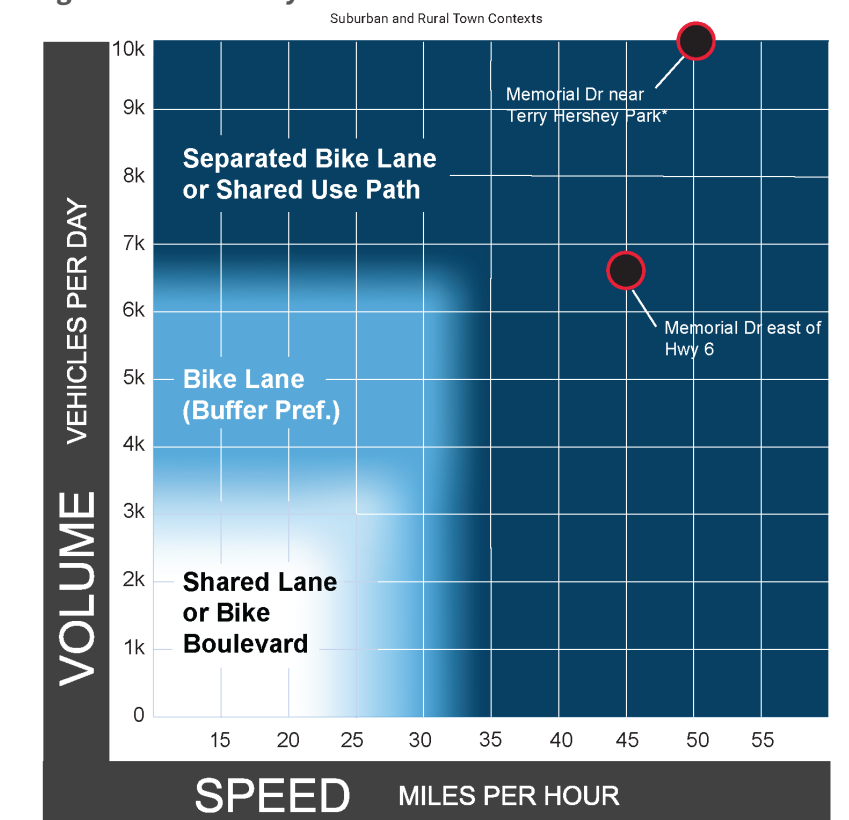 Suburban and Rural Town Contexts
10k
9k
8k
7k
6k
5k
4k
3k
2k
1k
0
VOLUME VEHICLES PER DAY
Memorial Dr near
Terry Hershey Park*
Separated Bike Lane
or Shared Use Path
Memorial Dr east of
Hwy 6
Bike Lane
(Buffer Pref.)
Shared Lane
or Bike
Boulevard
15 20 25 30 35 40 45 50 55
SPEED MILES PER HOUR